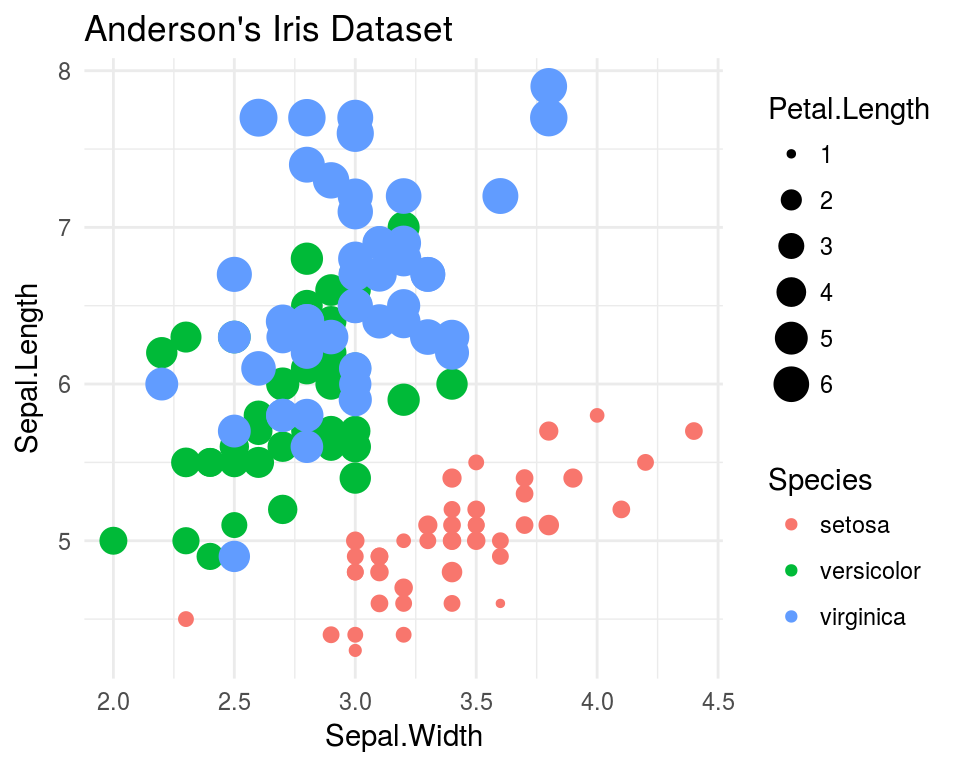 Anderson's Iris Dataset
8
7
6
5
Sepal.Length
2.0 2.5 3.0 3.5 4.0 4.5
Sepal.Width
Petal.Length
1
2
3
4
5
6
Species
setosa
versicolor
virginica